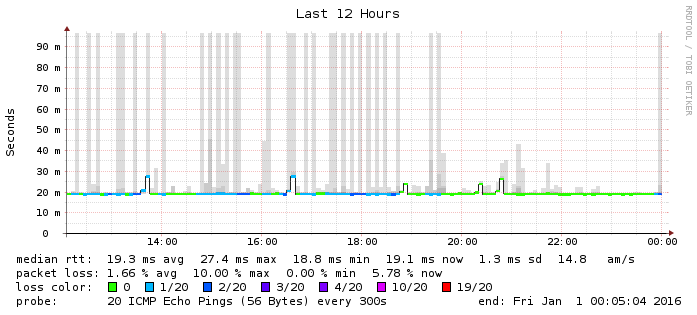 Last 12 Hours
RRDTOOL / TOBI OETIKER
Seconds
90 m
80 m
70 m
60 m
50 m
40 m
30 m
20 m
10 m
0
14:00 16:00 18:00 20:00 22:00 00:00
median rtt: 19.3 ms avg 27.4 ms max 18.8 ms min 19.1 ms now 1.3 ms sd 14.8 am/s
packet loss: 1.66 % avg 10.00 % max 0.00 % min 5.78 % now
loss color: 0 1/20 2/20 3/20 4/20 10/20 19/20
probe: 20 ICMP Echo Pings (56 Bytes) every 300s end: Fri Jan 1 00:05:04 2016